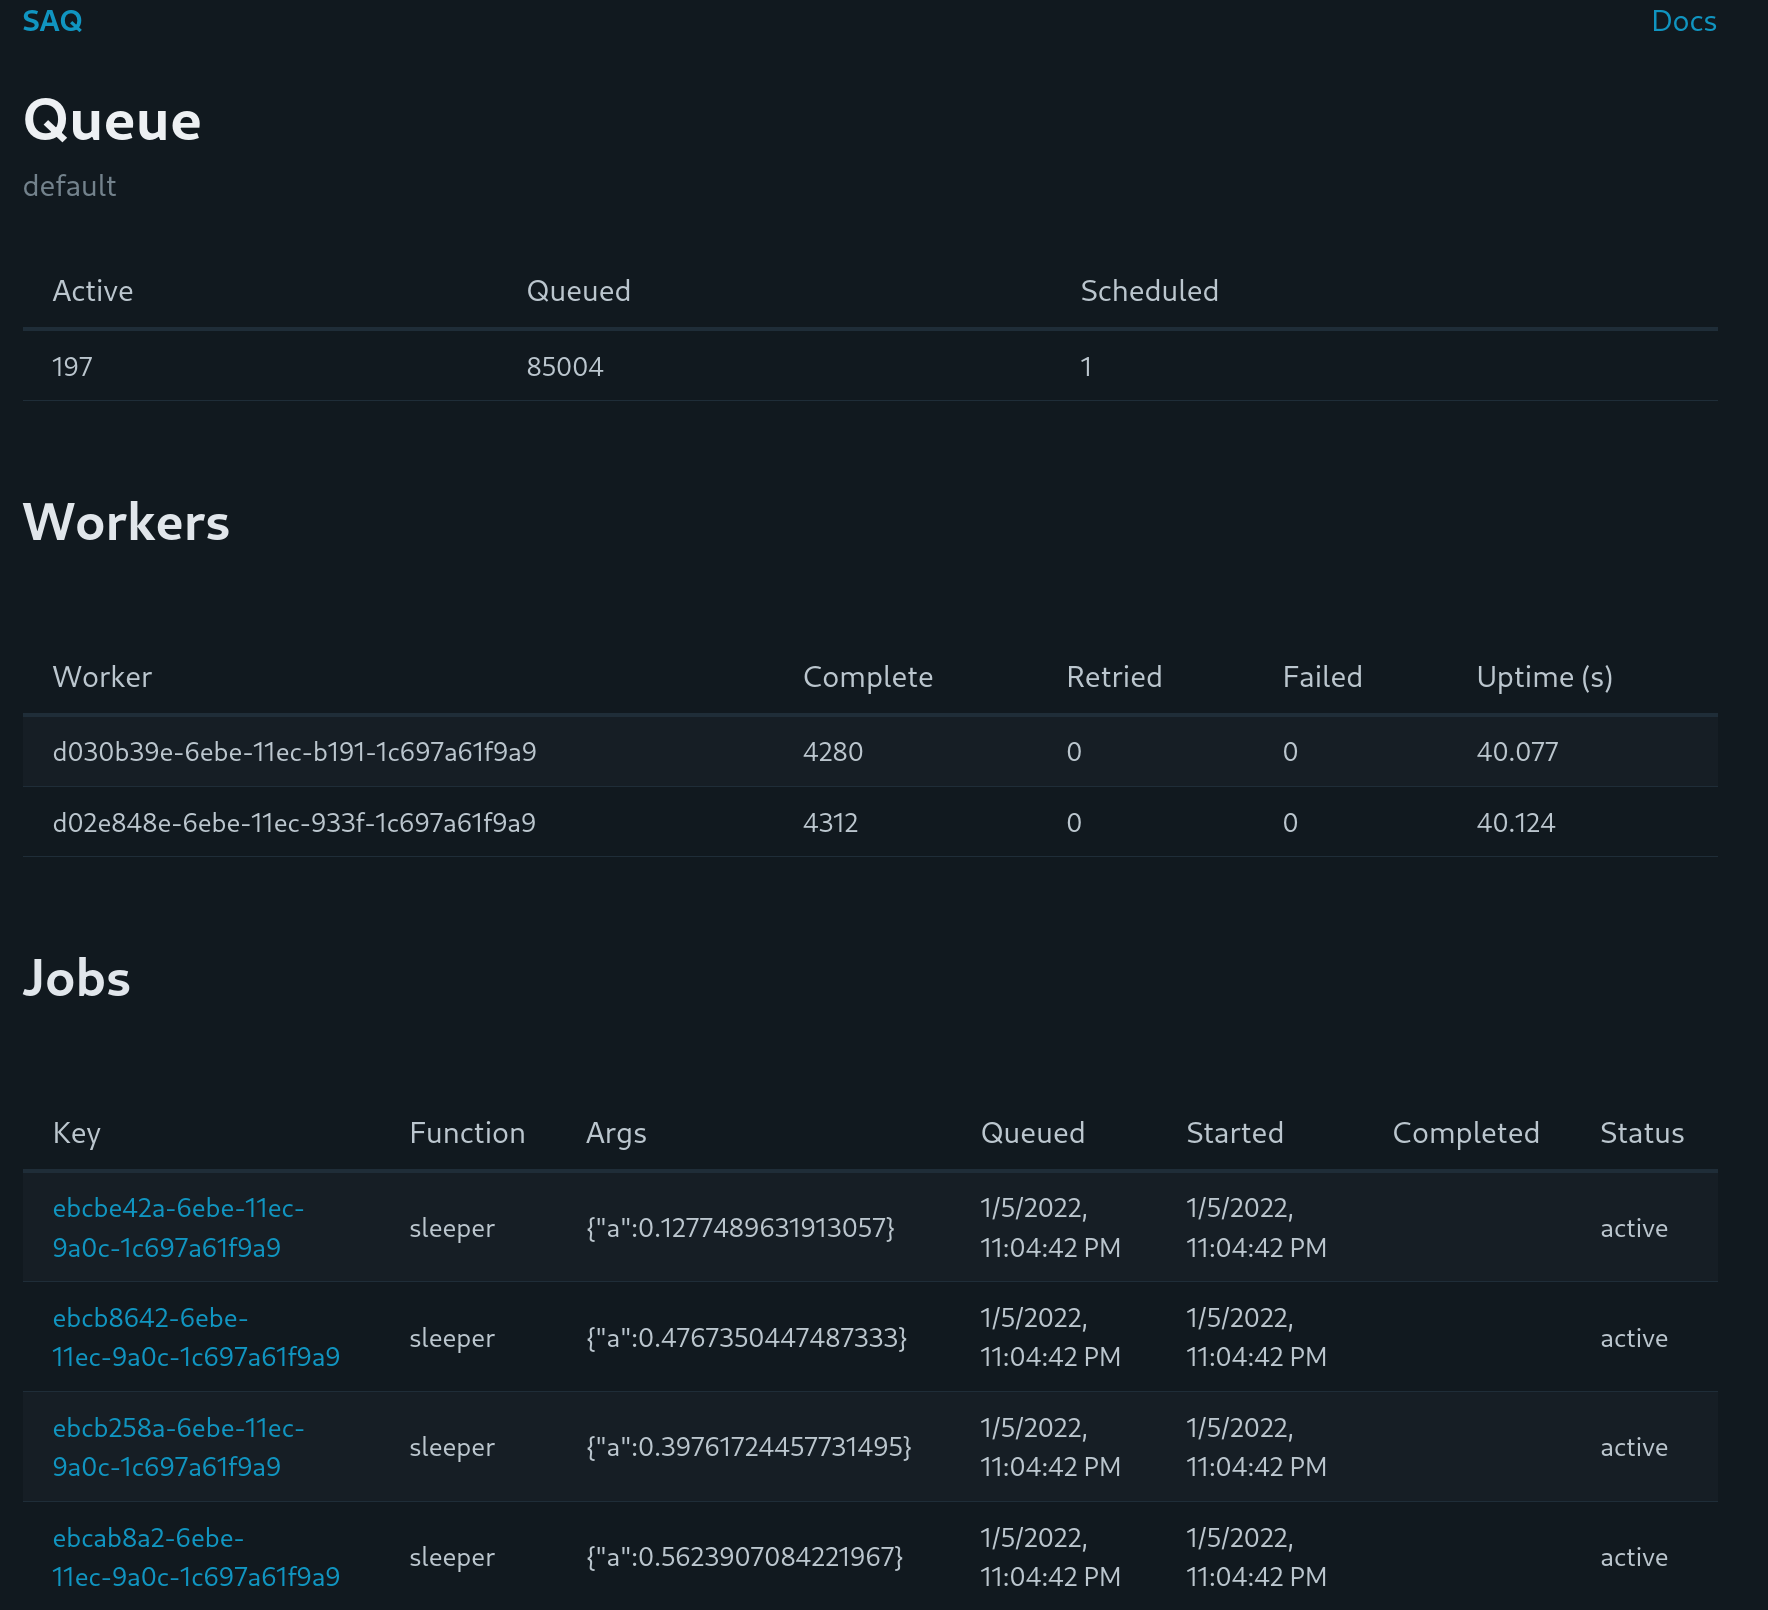 SAQ Docs
Queue
default
Active Queued Scheduled
197 85004 1
Workers
Worker Complete Retried Failed Uptime (s)
d030b39e-6ebe-11ec-b191-1c697a61f9a9 4280 0 0 40.077
d02e848e-6ebe-11ec-933f-1c697a61f9a9 4312 0 0 40.124
Jobs
Key Function Args Queued Started Completed Status
ebcbe42a-6ebe-11ec- 1/5/2022, 1/5/2022,
sleeper {"a":0.1277489631913057} active
9a0c-1c697a61f9a9 11:04:42 PM 11:04:42 PM
ebcb8642-6ebe- 1/5/2022, 1/5/2022,
sleeper {"a":0.4767350447487333} active
11ec-9a0c-1c697a61f9a9 11:04:42 PM 11:04:42 PM
ebcb258a-6ebe-11ec- 1/5/2022, 1/5/2022,
sleeper {"a":0.39761724457731495} active
9a0c-1c697a61f9a9 11:04:42 PM 11:04:42 PM
ebcab8a2-6ebe- 1/5/2022, 1/5/2022,
sleeper {"a":0.5623907084221967} active
11ec-9a0c-1c697a61f9a9 11:04:42 PM 11:04:42 PM